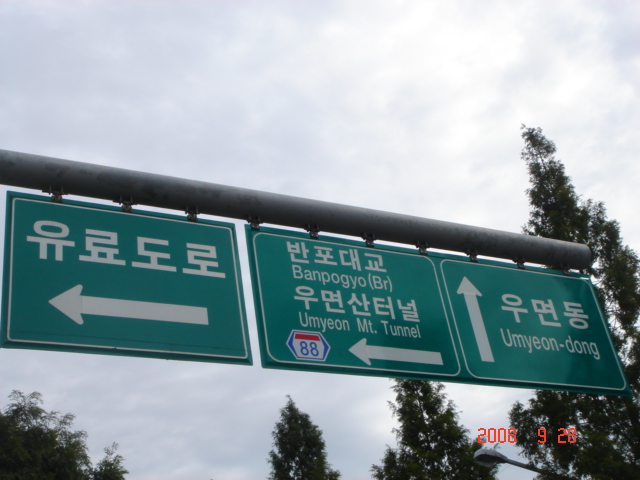 유료도로
반포대교
Banpogyo(Br)
우면산터널
Umyeon Mt. Tunnel
88
우면동
Umyeon-dong
2008 9 28